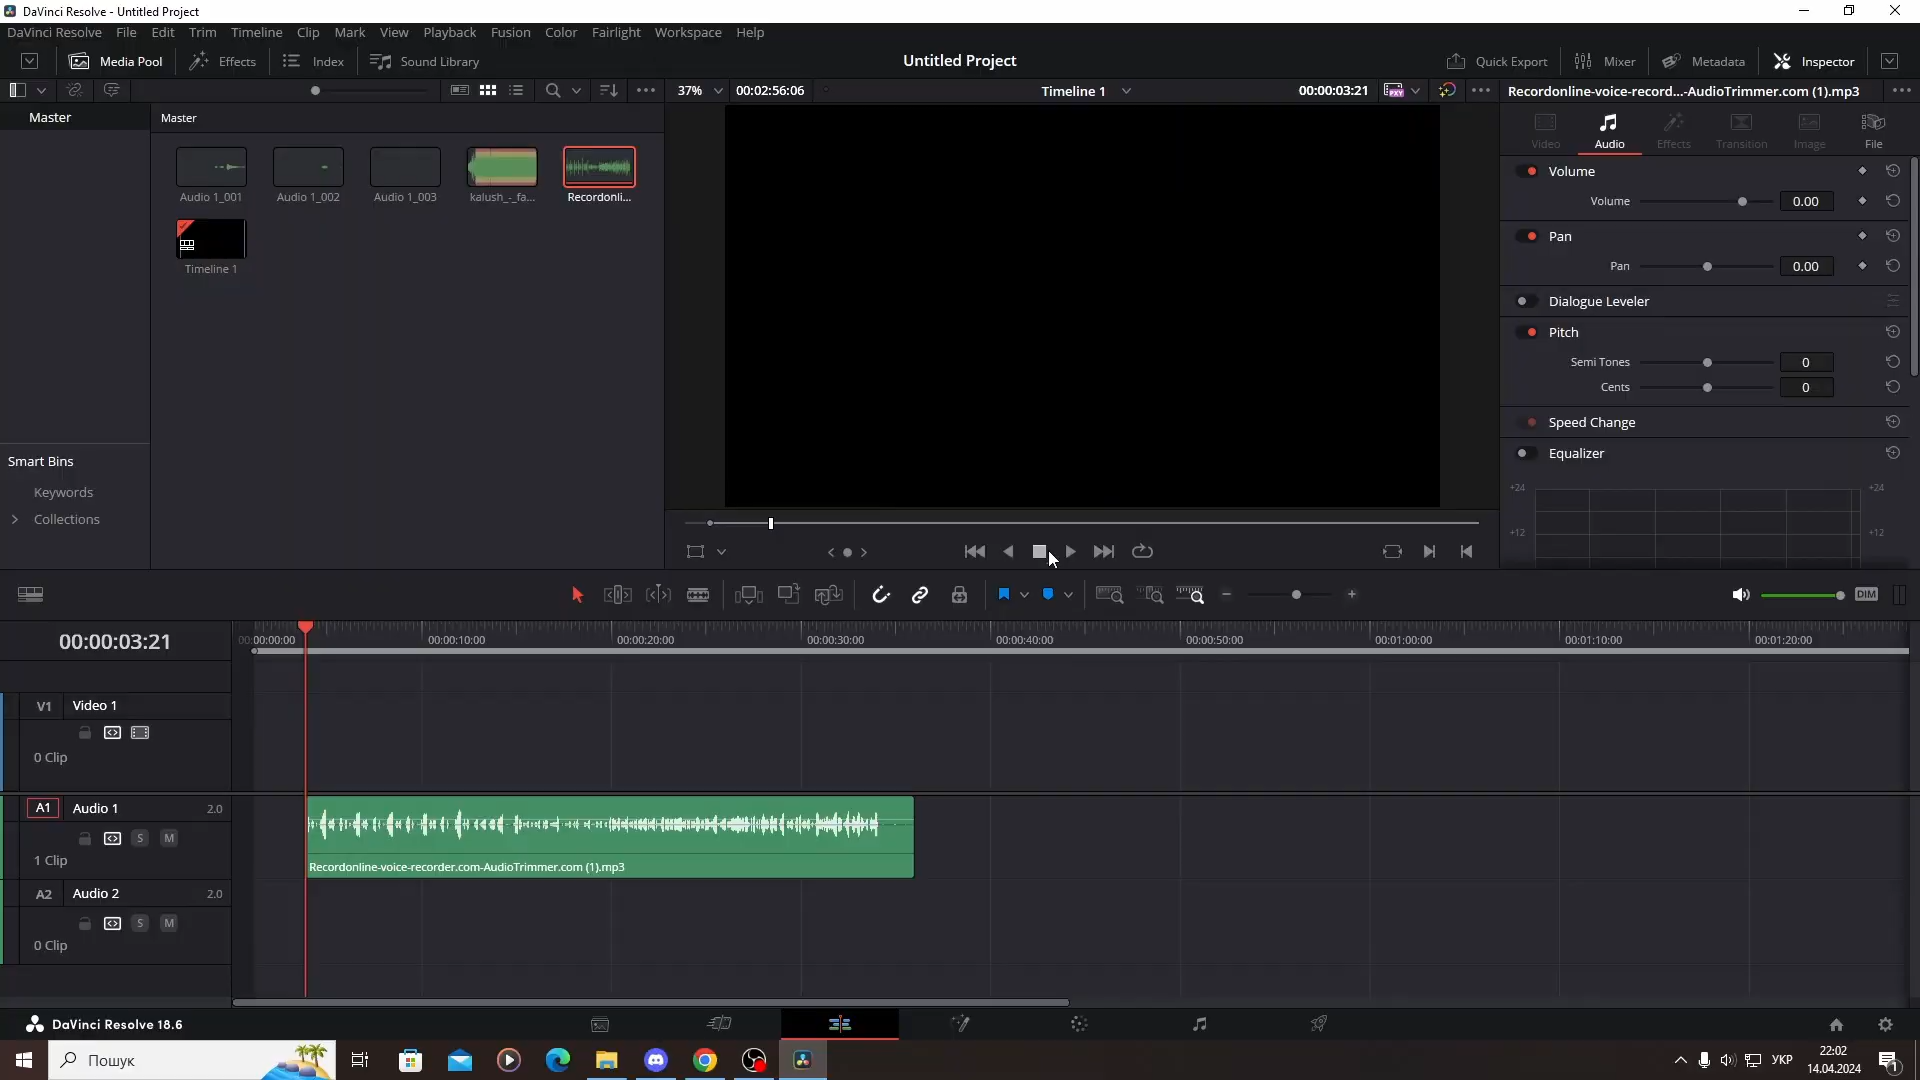 DaVinci Resolve - Untitled Project
DaVinci Resolve File Edit Trim Timeline Clip Mark View Playback Fusion Color Fairlight Workspace Help
Media Pool Effects Index Sound Library Untitled Project Quick Export Mixer Metadata Inspector
37% 00:02:56:06 Timeline 1 00:00:03:21 Recordonline-voice-record...-AudioTrimmer.com (1).mp3
Master Master
Video Audio Effects Transition Image File
Audio 1_001 Audio 1_002 Audio 1_003 kalush_-_fa... Recordonli...
Timeline 1
Volume
Volume 0.00
Pan
Pan 0.00
Dialogue Leveler
Pitch
Semi Tones 0
Cents 0
Speed Change
Equalizer
+24 +24
+12 +12
Smart Bins
Keywords
Collections
DIM
00:00:03:21
00:00:00:00 00:00:10:00 00:00:20:00 00:00:30:00 00:00:40:00 00:00:50:00 00:01:00:00 00:01:10:00 00:01:20:00
V1 Video 1
0 Clip
A1 Audio 1 2.0
S M
1 Clip
Recordonline-voice-recorder.com-AudioTrimmer.com (1).mp3
A2 Audio 2 2.0
S M
0 Clip
DaVinci Resolve 18.6
Пошук
УКР
22:02
14.04.2024
1